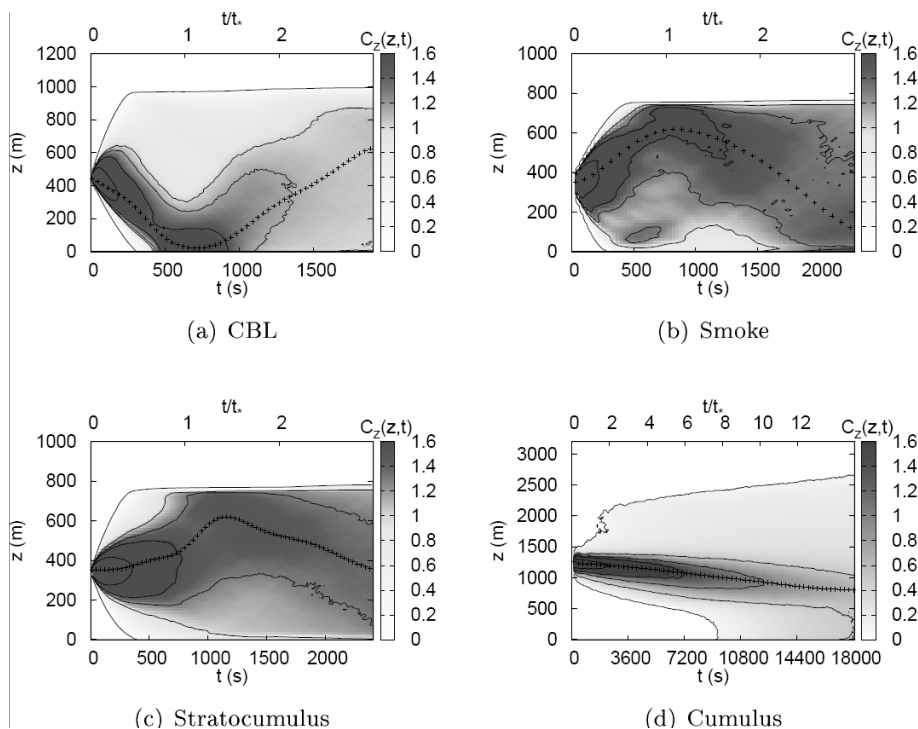 t/t*
0 1 2
C_z(z,t)
1200
1000
800
600
400
200
0
z (m)
1.6
1.4
1.2
1
0.8
0.6
0.4
0.2
0
0 500 1000 1500
t (s)
(a) CBL
t/t*
0 1 2
C_z(z,t)
1000
800
600
400
200
0
z (m)
1.6
1.4
1.2
1
0.8
0.6
0.4
0.2
0
0 500 1000 1500 2000
t (s)
(b) Smoke
t/t*
0 1 2
C_z(z,t)
1000
800
600
400
200
0
z (m)
1.6
1.4
1.2
1
0.8
0.6
0.4
0.2
0
0 500 1000 1500 2000
t (s)
(c) Stratocumulus
t/t*
0 2 4 6 8 10 12
C_z(z,t)
3000
2500
2000
1500
1000
500
0
z (m)
1.6
1.4
1.2
1
0.8
0.6
0.4
0.2
0
0 3600 7200 10800 14400 18000
t (s)
(d) Cumulus